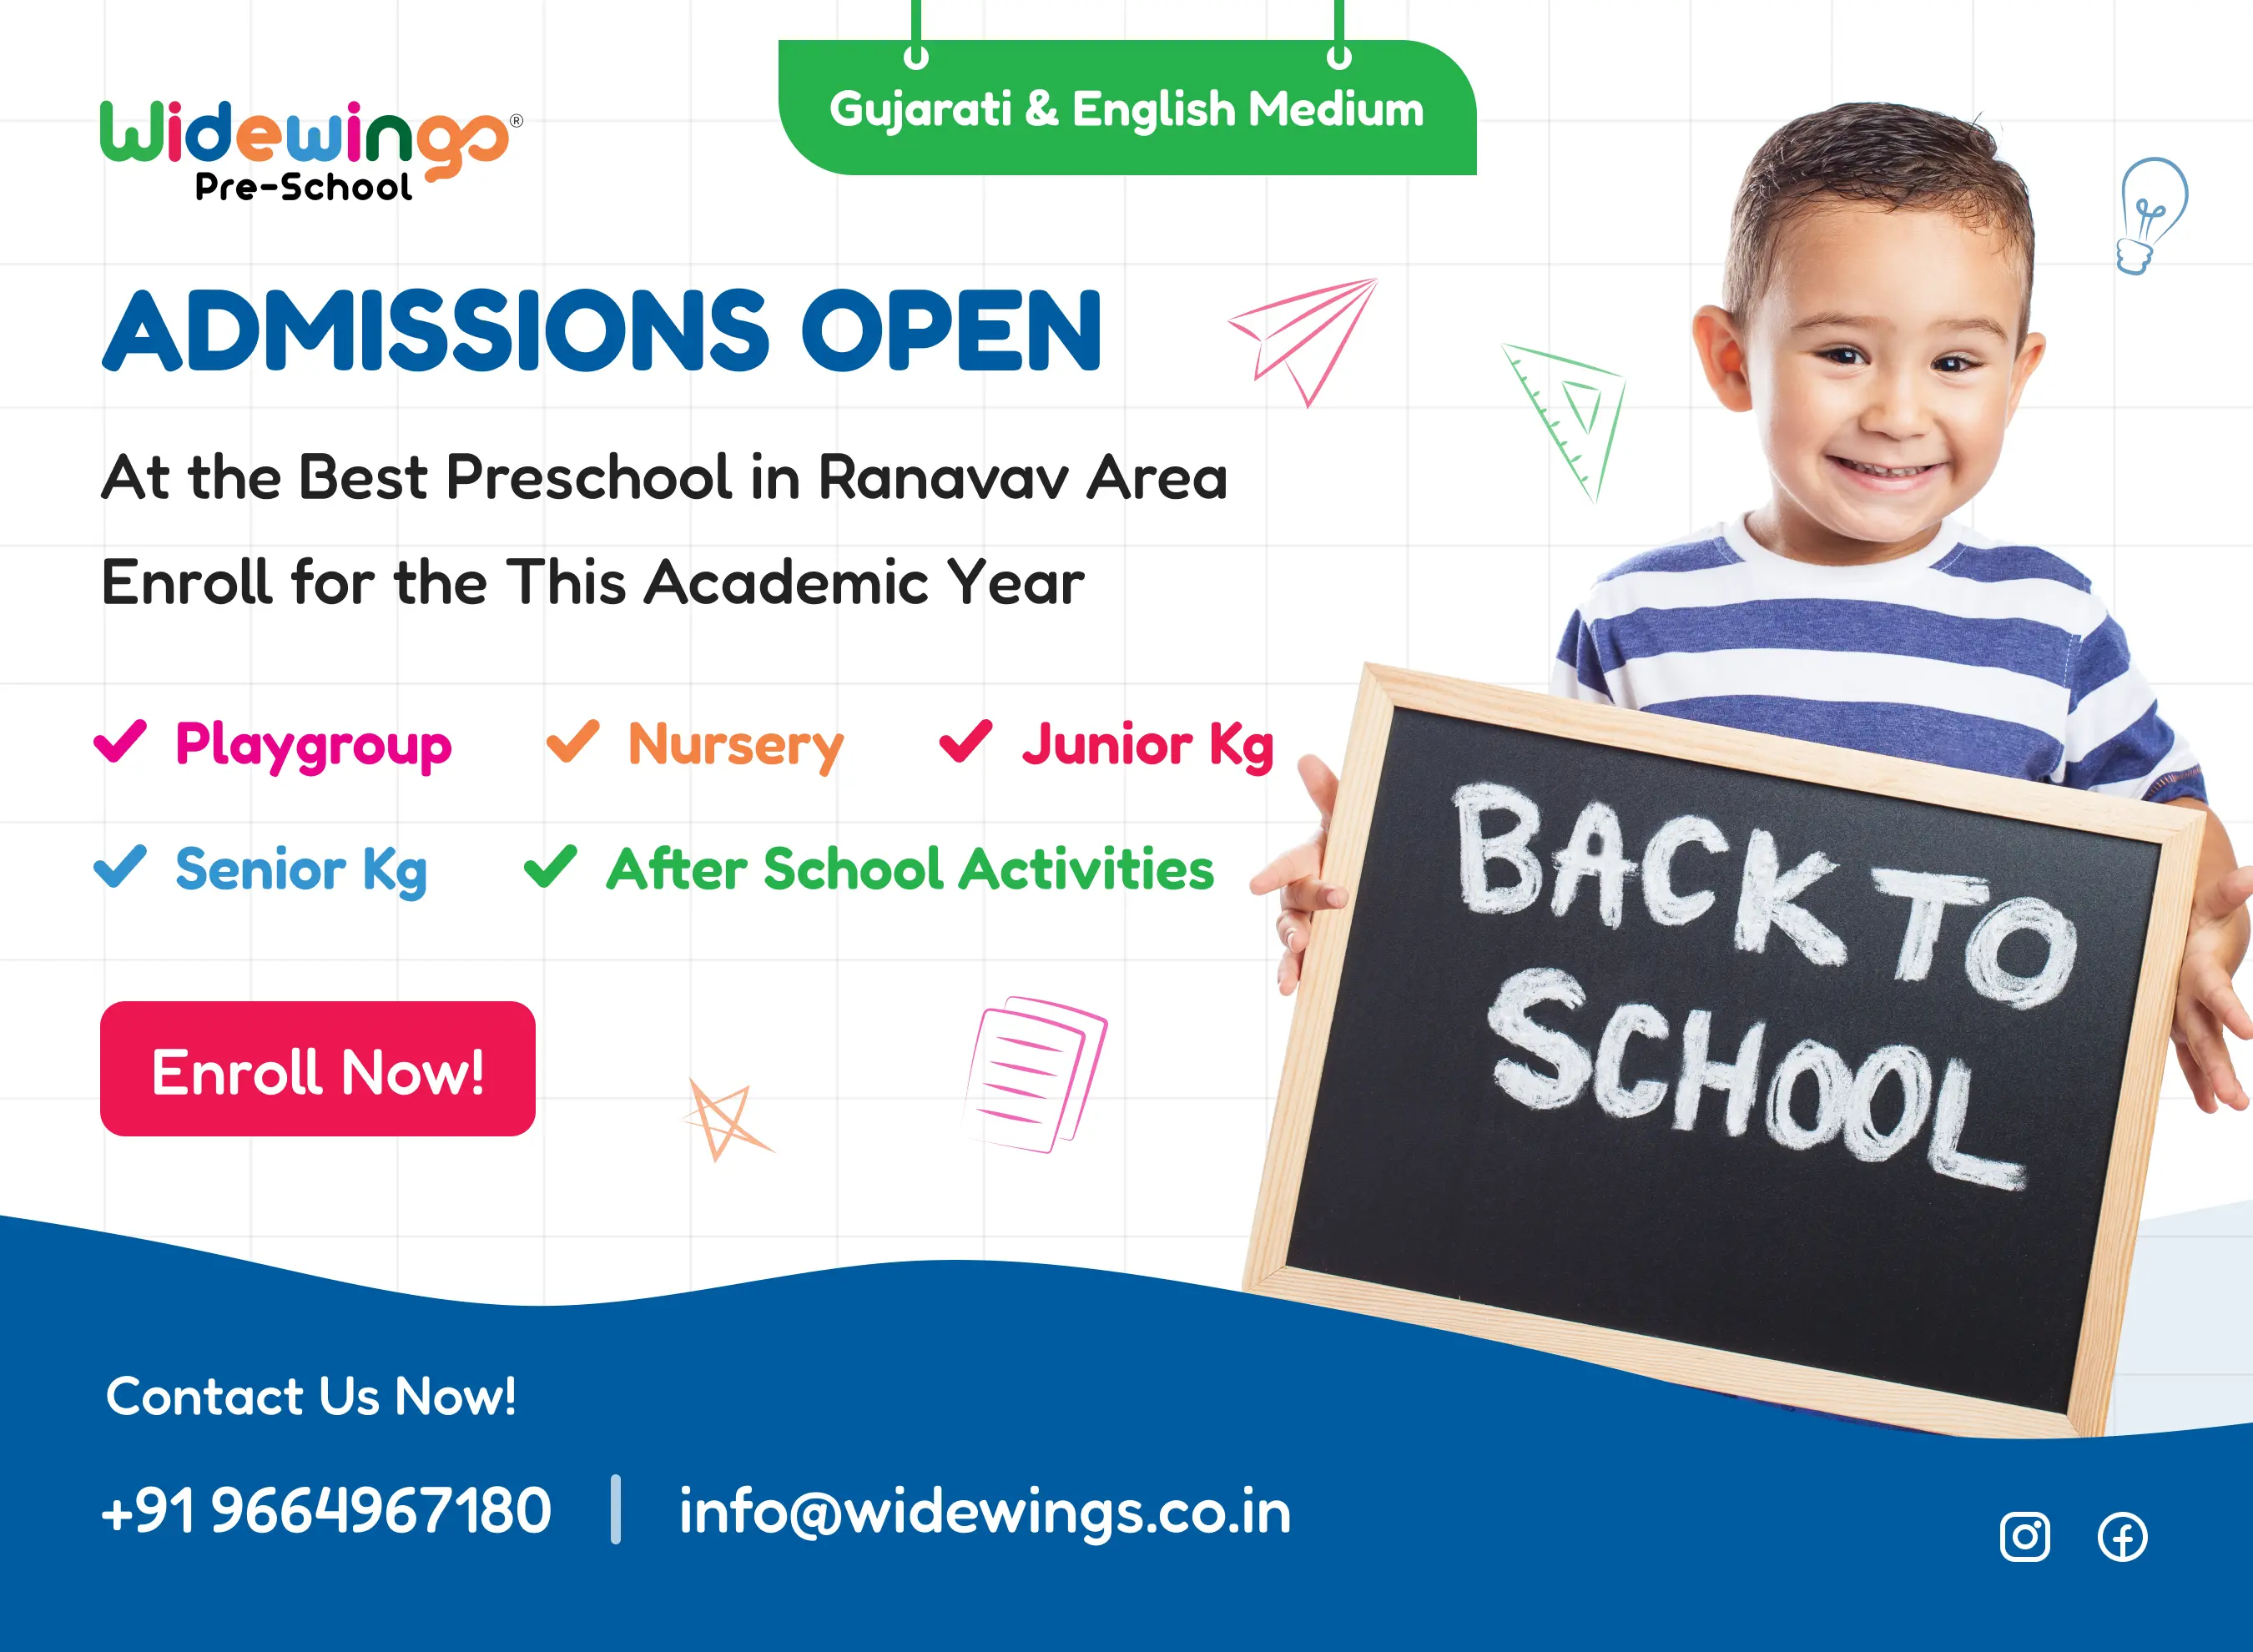 Gujarati & English Medium
Widewings®
Pre-School
ADMISSIONS OPEN
At the Best Preschool in Ranavav Area
Enroll for the This Academic Year
Playgroup
Nursery
Junior Kg
Senior Kg
After School Activities
BACK TO
SCHOOL
Enroll Now!
Contact Us Now!
+91 9664967180 | info@widewings.co.in